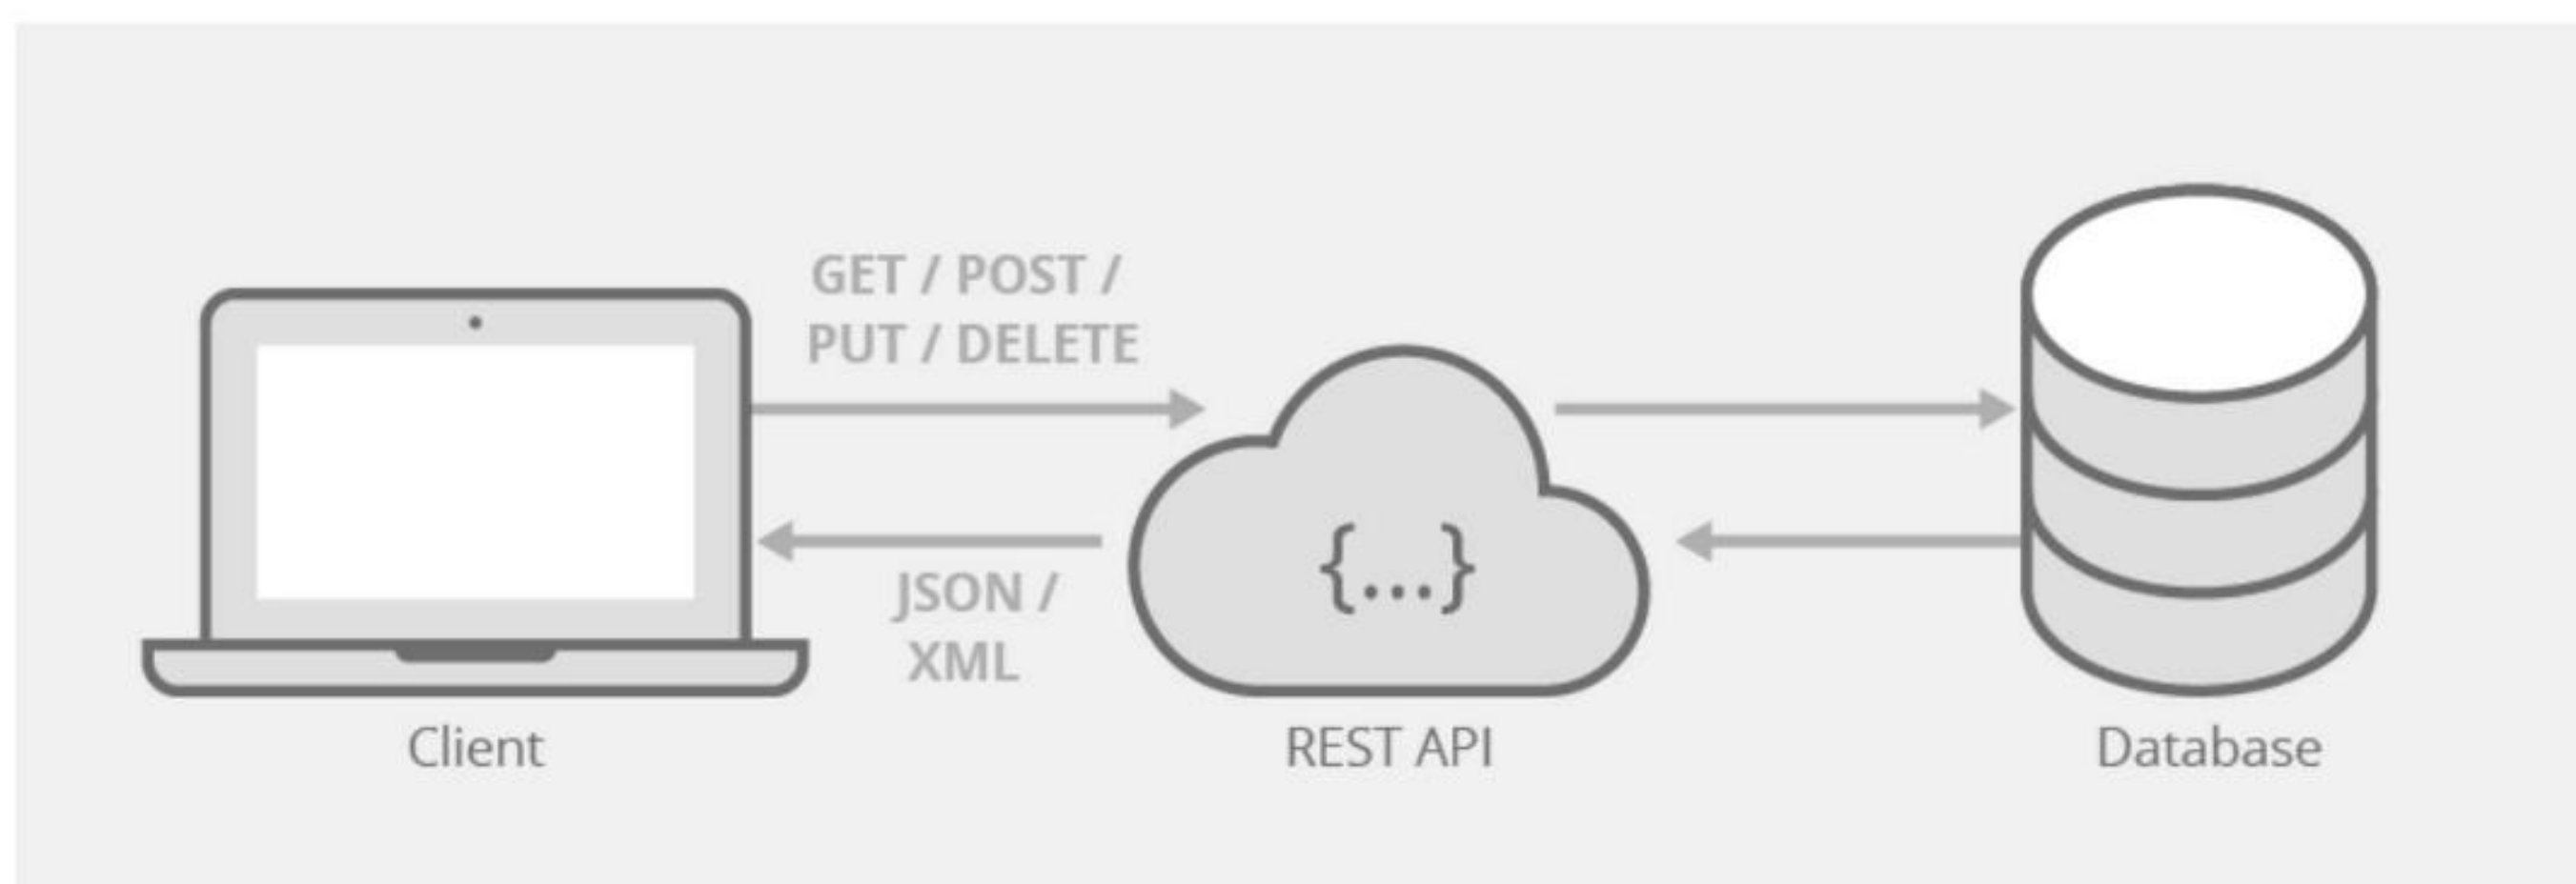 GET / POST /
PUT / DELETE
{...}
JSON /
XML
Client
REST API
Database